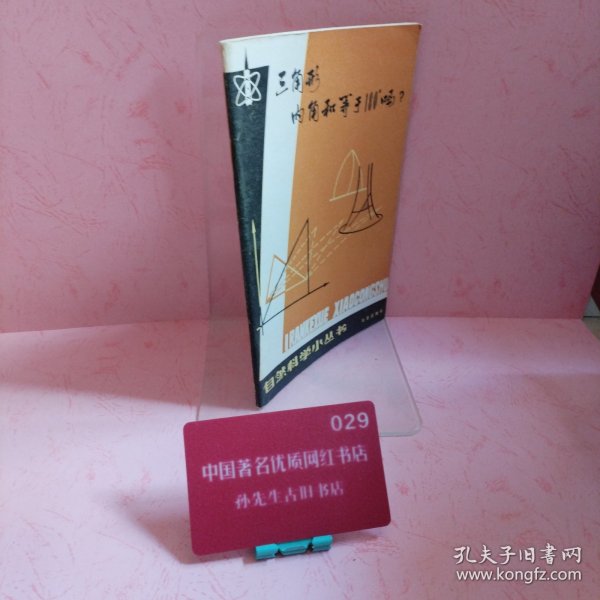 三角形
内角和等于180°吗？
ZIRANKEXUE XIAOCONGSHU
自然科学小丛书
029
中国著名优质网红书店
孙先生古旧书店
孔夫子旧书网
www.kongfz.com